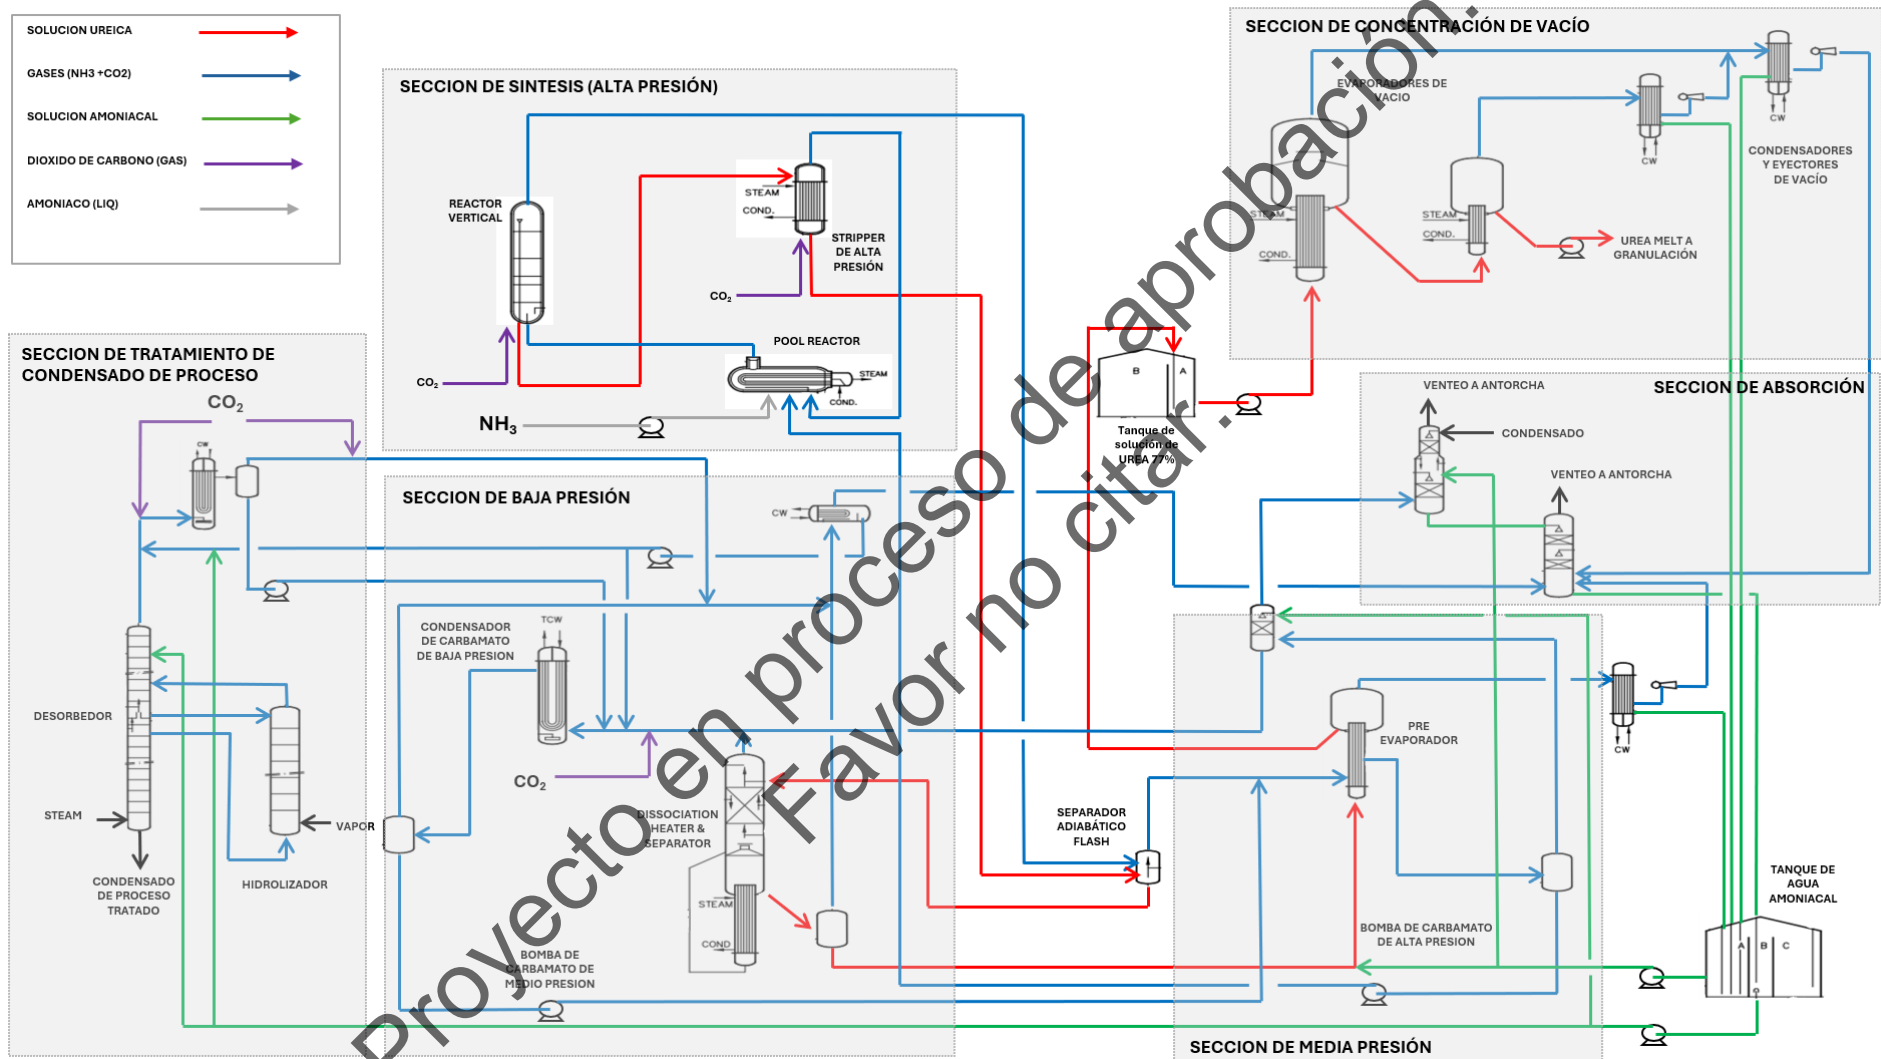 SOLUCION UREICA
GASES (NH3 +CO2)
SOLUCION AMONIACAL
DIOXIDO DE CARBONO (GAS)
AMONIACO (LIQ)
SECCION DE SINTESIS (ALTA PRESIÓN)
REACTOR
VERTICAL
STEAM
COND.
STRIPPER
DE ALTA
PRESIÓN
CO₂
CO₂
POOL REACTOR
STEAM
COND.
NH₃
SECCION DE CONCENTRACIÓN DE VACÍO
EVAPORADORES DE
VACIO
STEAM
COND.
STEAM
COND.
CW
CW
CONDENSADORES
Y EYECTORES
DE VACÍO
UREA MELT A
GRANULACIÓN
B
A
Tanque de
solución de
UREA 77%
SECCION DE ABSORCIÓN
VENTEO A ANTORCHA
CONDENSADO
VENTEO A ANTORCHA
SECCION DE TRATAMIENTO DE
CONDENSADO DE PROCESO
CO₂
CW
DESORBEDOR
STEAM
VAPOR
CONDENSADO
DE PROCESO
TRATADO
HIDROLIZADOR
SECCION DE BAJA PRESIÓN
CW
CONDENSADOR
DE CARBAMATO
DE BAJA PRESION
TCW
CO₂
DISSOCIATION
HEATER &
SEPARATOR
STEAM
COND
BOMBA DE
CARBAMATO DE
MEDIO PRESION
SEPARADOR
ADIABÁTICO
FLASH
PRE
EVAPORADOR
CW
BOMBA DE CARBAMATO
DE ALTA PRESION
SECCION DE MEDIA PRESIÓN
TANQUE DE
AGUA
AMONIACAL
A
B
C
Proyecto en proceso de aprobación.
Favor no citar.